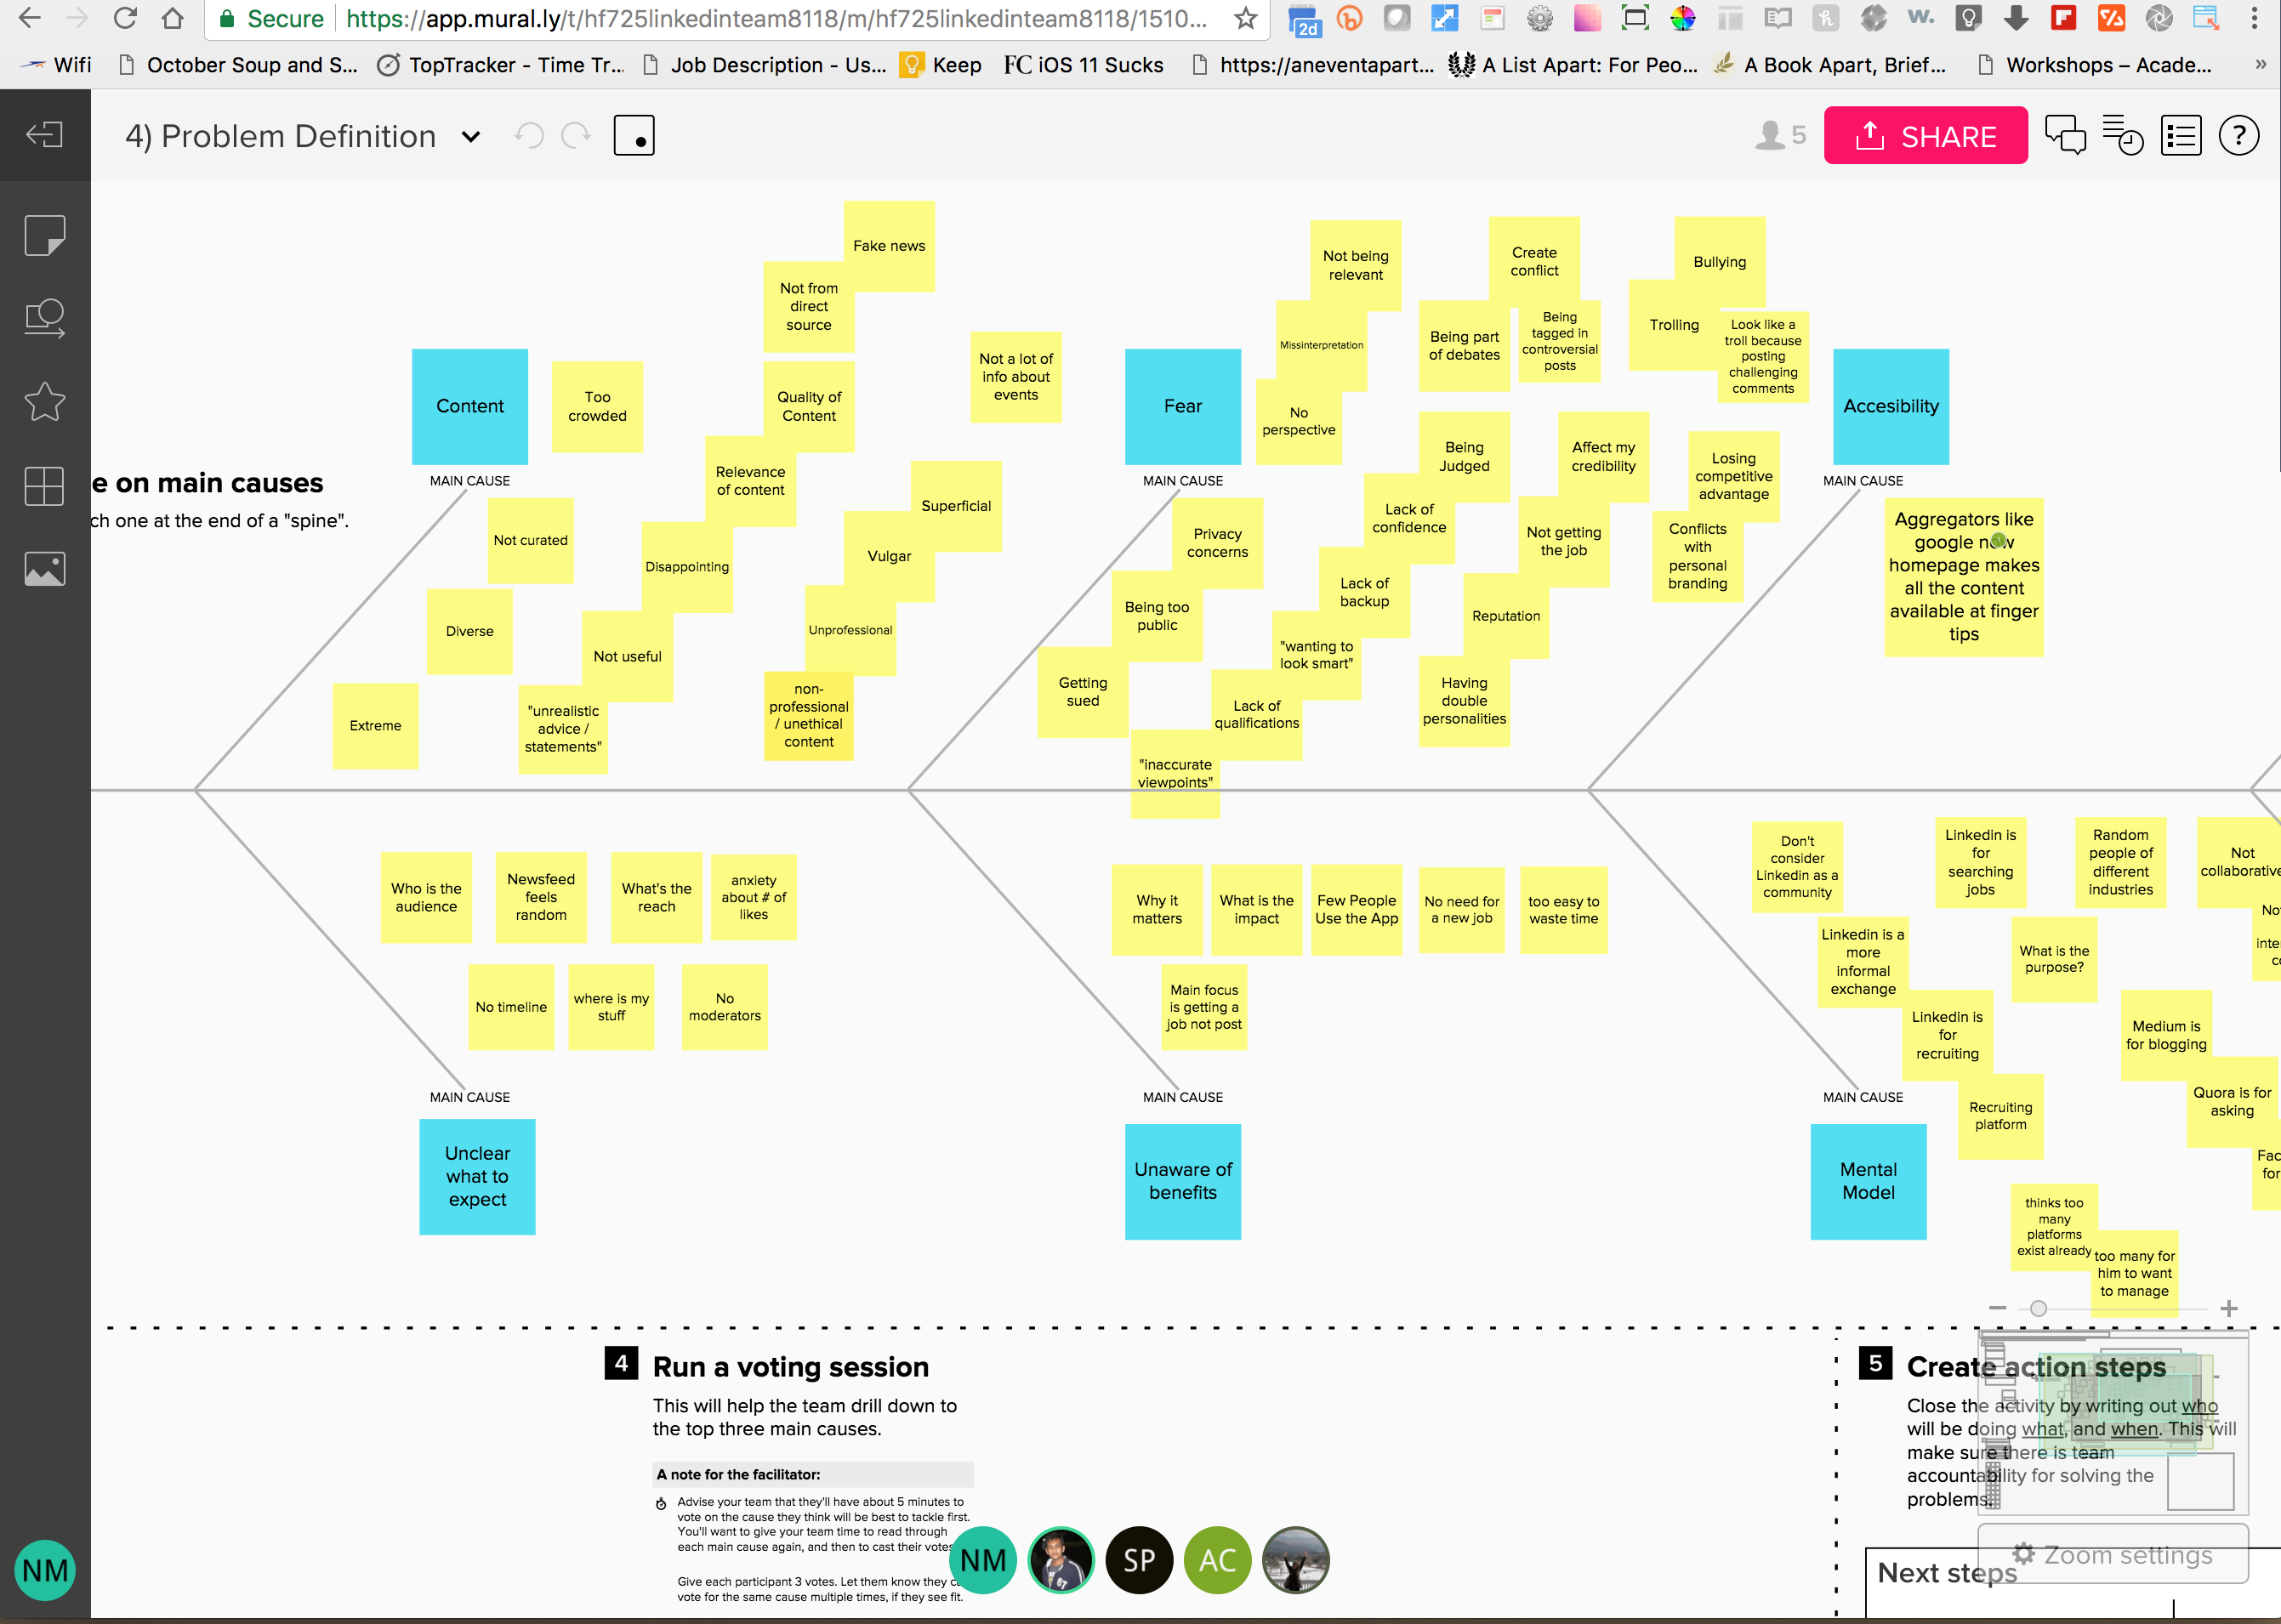 Secure https://app.mural.ly/t/hf725linkedinteam8118/m/hf725linkedinteam8118/1510...
2d
w.
Wifi
October Soup and S...
TopTracker - Time Tr...
Job Description - Us...
Keep
FC iOS 11 Sucks
https://aneventapart...
A List Apart: For Peo...
A Book Apart, Brief...
Workshops – Acade...
»
4) Problem Definition
5
SHARE
?
Fake news
Not from
direct
source
Not a lot of
info about
events
Content
Too
crowded
Quality of
Content
Relevance
of content
Superficial
e on main causes
ch one at the end of a "spine".
MAIN CAUSE
Not curated
Disappointing
Vulgar
Diverse
Not useful
Unprofessional
Extreme
"unrealistic
advice /
statements"
non-
professional
/ unethical
content
Not being
relevant
Create
conflict
Bullying
Missinterpretation
Being part
of debates
Being
tagged in
controversial
posts
Trolling
Look like a
troll because
posting
challenging
comments
Fear
No
perspective
Being
Judged
Affect my
credibility
Losing
competitive
advantage
MAIN CAUSE
Privacy
concerns
Lack of
confidence
Not getting
the job
Conflicts
with
personal
branding
Being too
public
Lack of
backup
Reputation
"wanting to
look smart"
Getting
sued
Lack of
qualifications
Having
double
personalities
"inaccurate
viewpoints"
Accesibility
MAIN CAUSE
Aggregators like
google new
homepage makes
all the content
available at finger
tips
Who is the
audience
Newsfeed
feels
random
What's the
reach
anxiety
about # of
likes
No timeline
where is my
stuff
No
moderators
MAIN CAUSE
Unclear
what to
expect
Why it
matters
What is the
impact
Few People
Use the App
No need for
a new job
too easy to
waste time
Main focus
is getting a
job not post
MAIN CAUSE
Unaware of
benefits
Don't
consider
Linkedin as a
community
Linkedin is
for
searching
jobs
Random
people of
different
industries
Not
collaborative
No
inte
c
Linkedin is a
more
informal
exchange
What is the
purpose?
Linkedin is
for
recruiting
Medium is
for blogging
Recruiting
platform
Quora is for
asking
Fac
for
MAIN CAUSE
Mental
Model
thinks too
many
platforms
exist already
too many for
him to want
to manage
4 Run a voting session
This will help the team drill down to
the top three main causes.
A note for the facilitator:
Advise your team that they'll have about 5 minutes to
vote on the cause they think will be best to tackle first.
You'll want to give your team time to read through
each main cause again, and then to cast their votes
Give each participant 3 votes. Let them know they c
vote for the same cause multiple times, if they see fit.
5 Create action steps
Close the activity by writing out who
will be doing what, and when. This will
make sure there is team
accountability for solving the
problems.
Zoom settings
Next steps
NM
NM
SP
AC